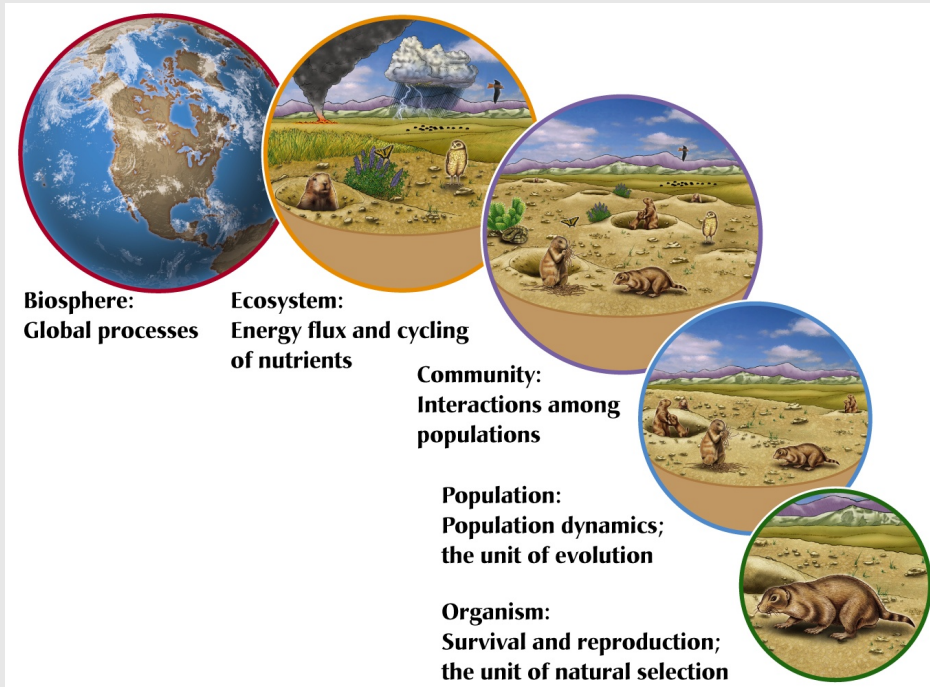 Biosphere:
Global processes
Ecosystem:
Energy flux and cycling
of nutrients
Community:
Interactions among
populations
Population:
Population dynamics;
the unit of evolution
Organism:
Survival and reproduction;
the unit of natural selection